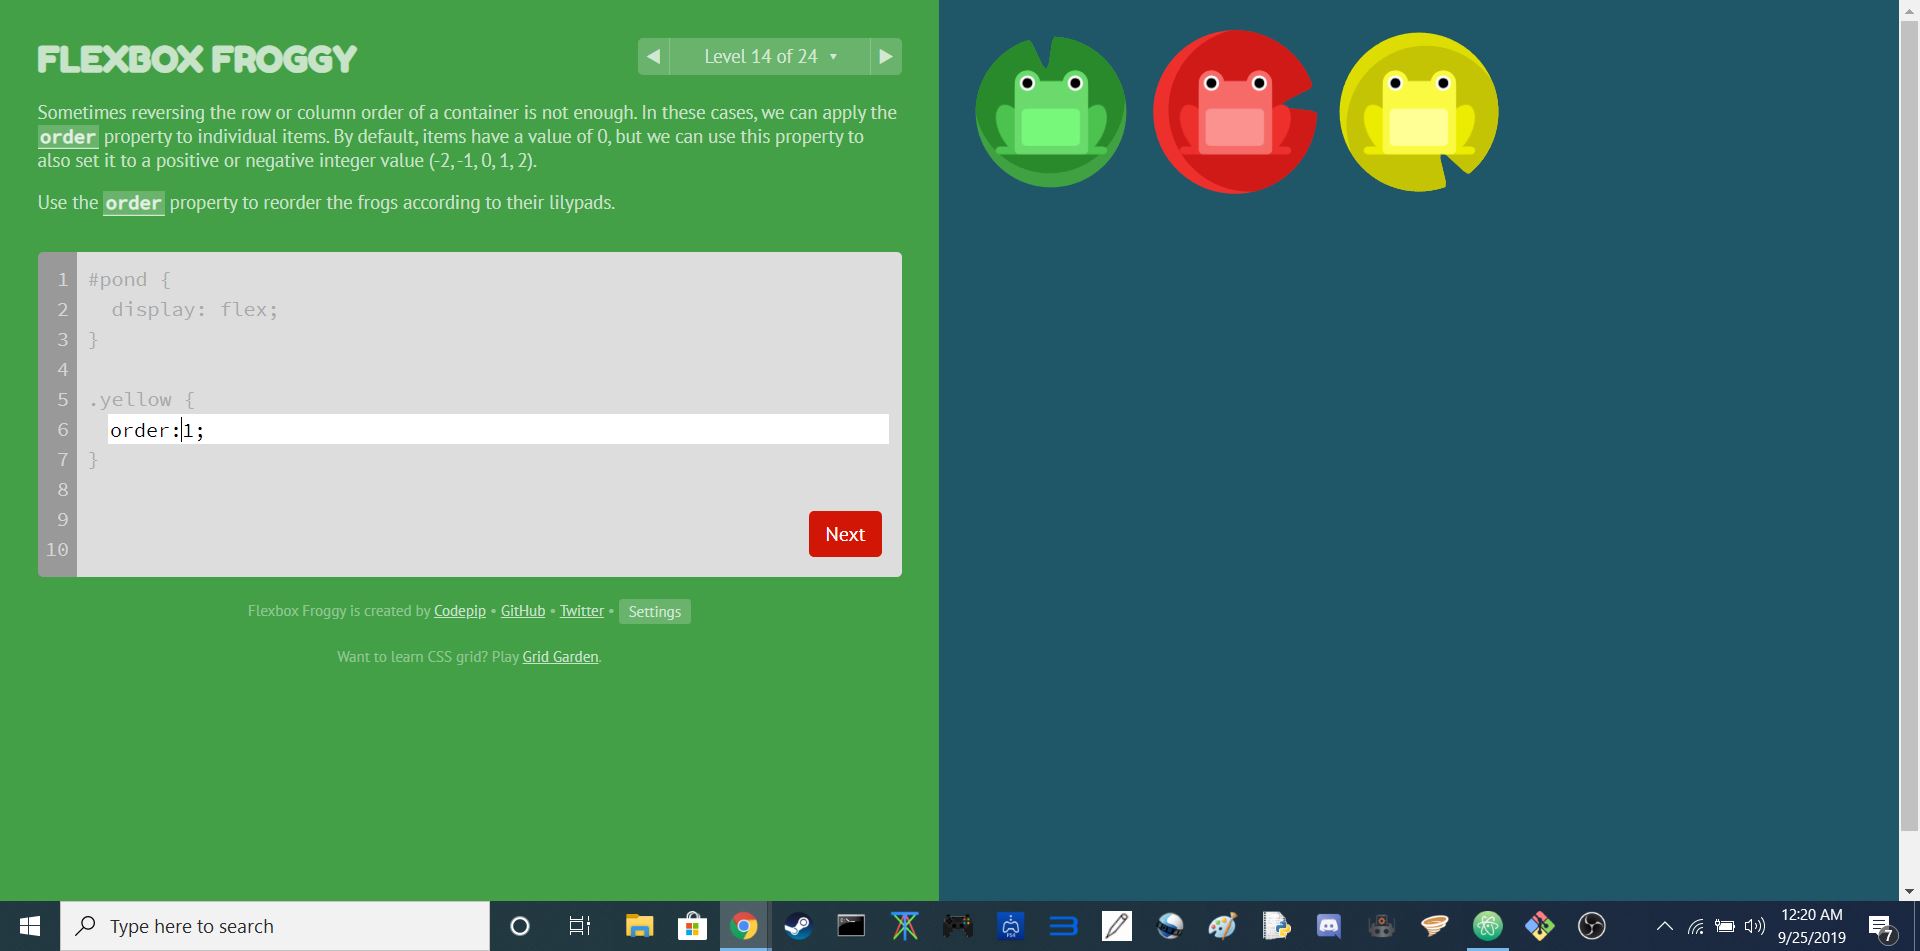 FLEXBOX FROGGY
Level 14 of 24
Sometimes reversing the row or column order of a container is not enough. In these cases, we can apply the
order property to individual items. By default, items have a value of 0, but we can use this property to
also set it to a positive or negative integer value (-2, -1, 0, 1, 2).
Use the order property to reorder the frogs according to their lilypads.
1 #pond {
2 display: flex;
3 }
4
5 .yellow {
6 order:1;
7 }
8
9
10
Next
Flexbox Froggy is created by Codepip • GitHub • Twitter • Settings
Want to learn CSS grid? Play Grid Garden.
Type here to search
12:20 AM
9/25/2019
7